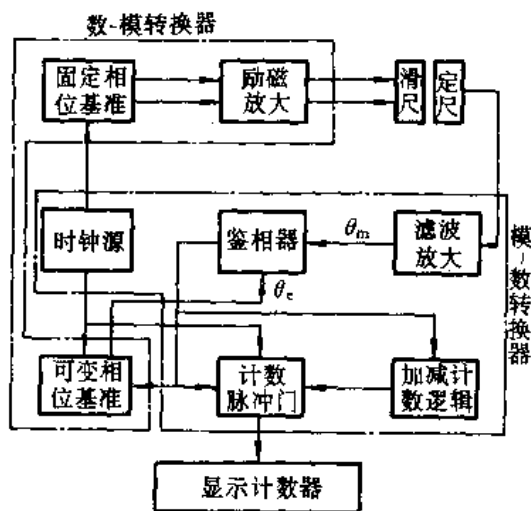 数-模转换器
固定相
位基准
励磁
放大
滑
尺
定
尺
时钟源
鉴相器
θm
滤波
放大
θe
模-数转换器
可变相
位基准
计数
脉冲门
加减计
数逻辑
显示计数器